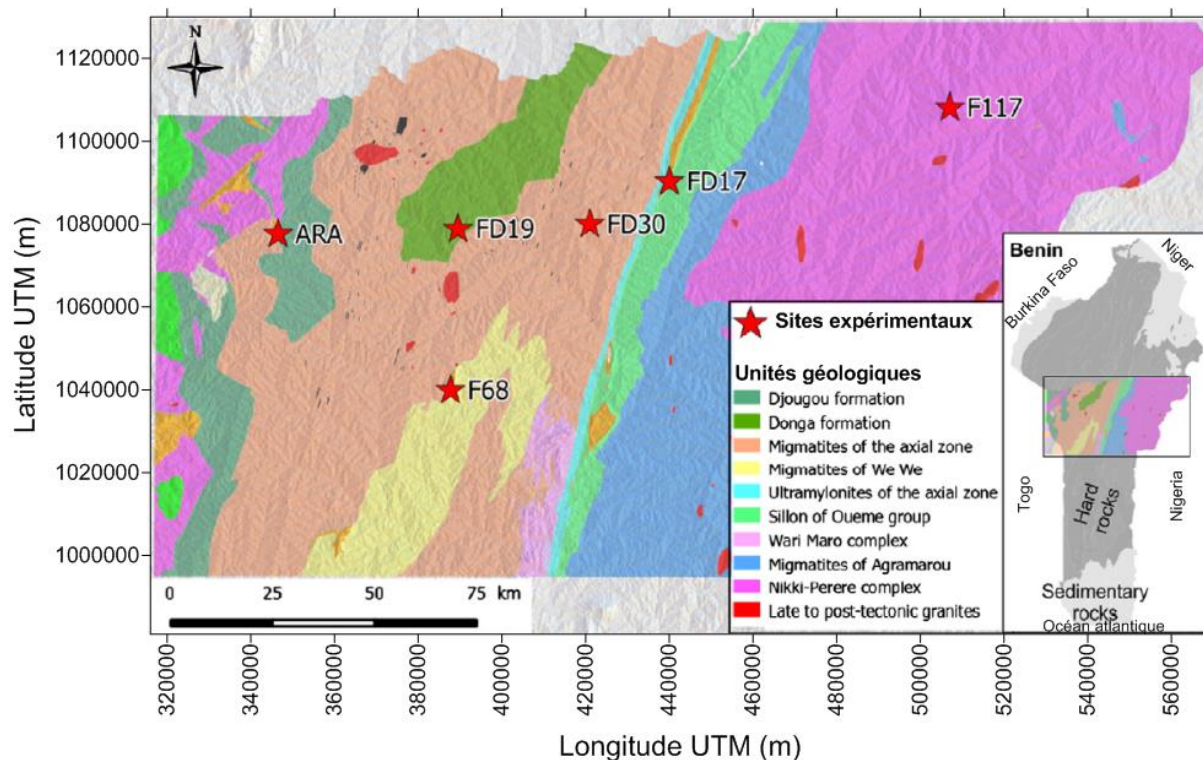 N
Latitude UTM (m)
1120000
1100000
1080000
1060000
1040000
1020000
1000000
F117
FD17
ARA
FD19
FD30
F68
0 25 50 75 km
Sites expérimentaux
Unités géologiques
Djougou formation
Donga formation
Migmatites of the axial zone
Migmatites of We We
Ultramylonites of the axial zone
Sillon of Oueme group
Wari Maro complex
Migmatites of Agramarou
Nikki-Perere complex
Late to post-tectonic granites
Benin
Niger
Burkina Faso
Togo
Nigeria
Hard
rocks
Sedimentary
rocks
Océan atlantique
320000
340000
360000
380000
400000
420000
440000
460000
480000
500000
520000
540000
560000
Longitude UTM (m)